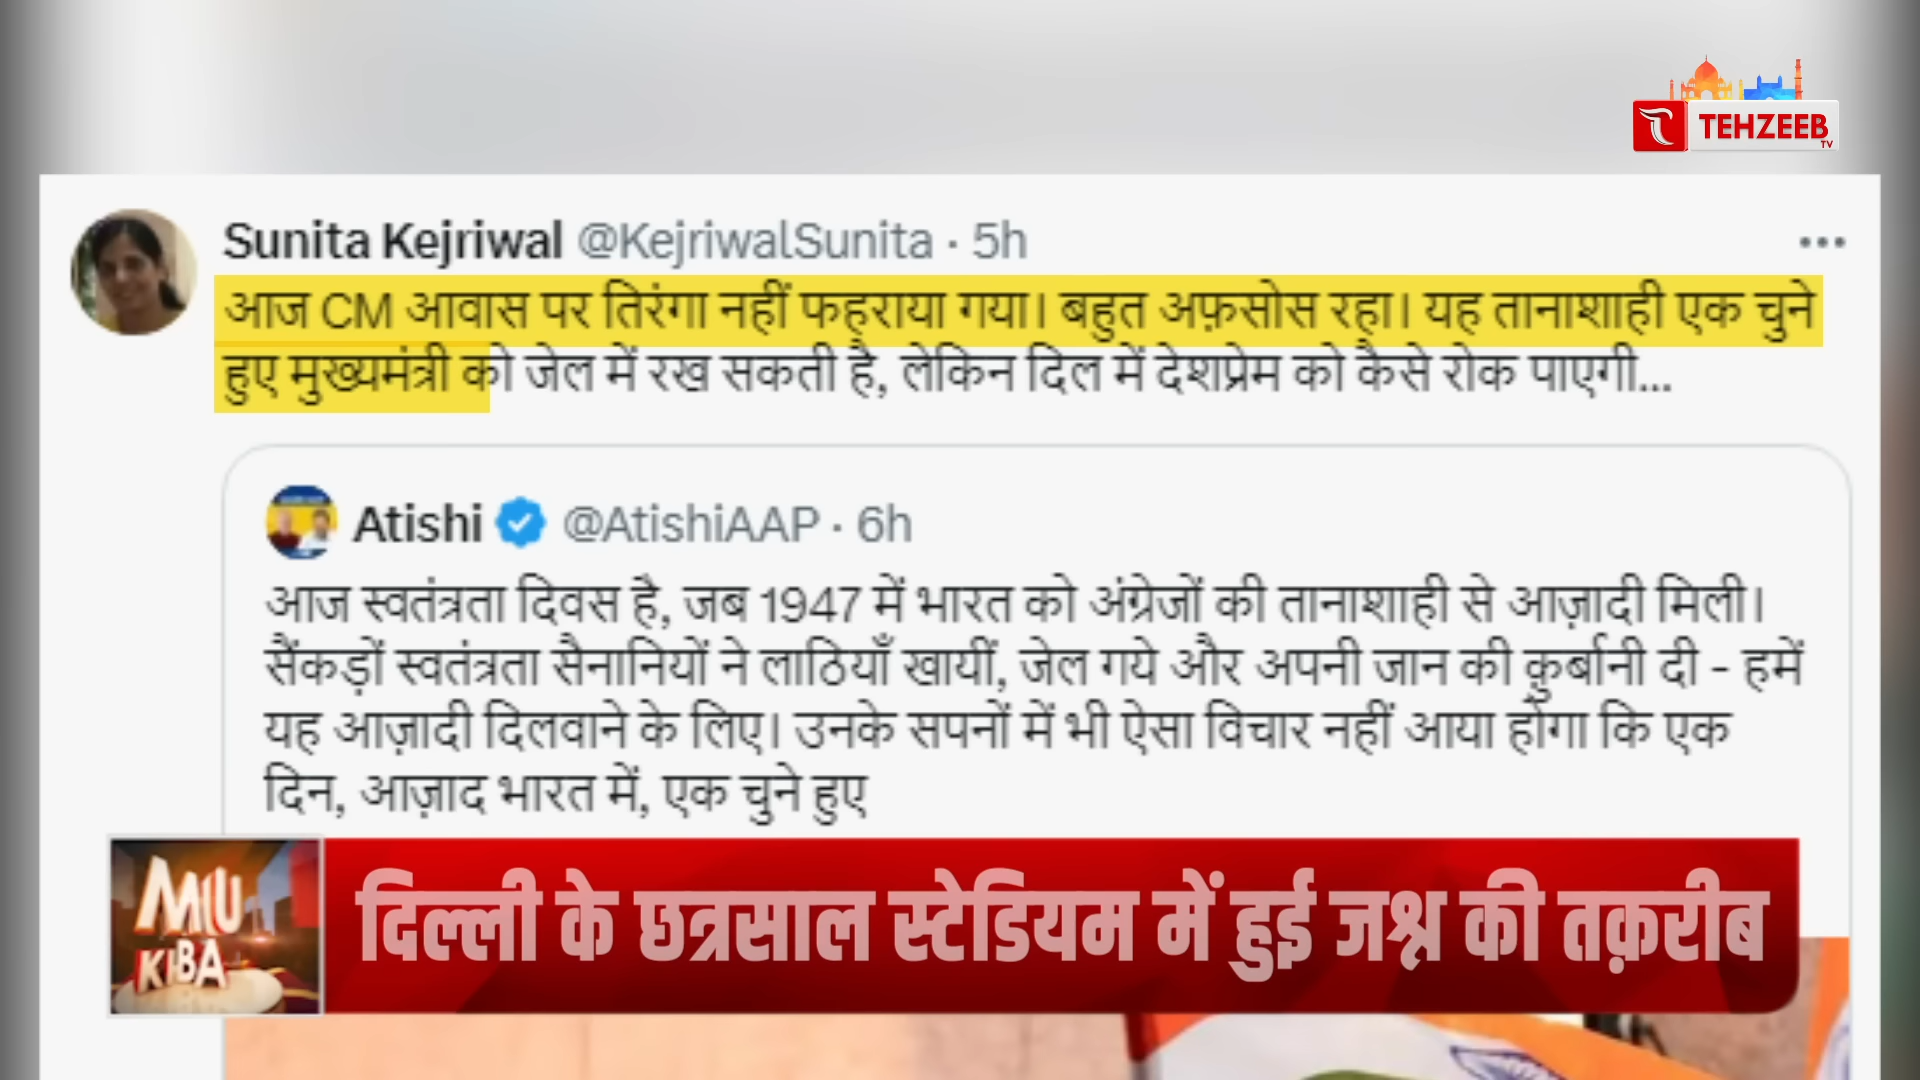 TEHZEEB
TV
Sunita Kejriwal @KejriwalSunita · 5h
आज CM आवास पर तिरंगा नहीं फहराया गया। बहुत अफ़सोस रहा। यह तानाशाही एक चुने
हुए मुख्यमंत्री को जेल में रख सकती है, लेकिन दिल में देशप्रेम को कैसे रोक पाएगी...
Atishi @AtishiAAP · 6h
आज स्वतंत्रता दिवस है, जब 1947 में भारत को अंग्रेजों की तानाशाही से आज़ादी मिली।
सैंकड़ों स्वतंत्रता सैनानियों ने लाठियाँ खायीं, जेल गये और अपनी जान की क़ुर्बानी दी - हमें
यह आज़ादी दिलवाने के लिए। उनके सपनों में भी ऐसा विचार नहीं आया होगा कि एक
दिन, आज़ाद भारत में, एक चुने हुए
MU
KBA
दिल्ली के छत्रसाल स्टेडियम में हुई जश्न की तक़रीब